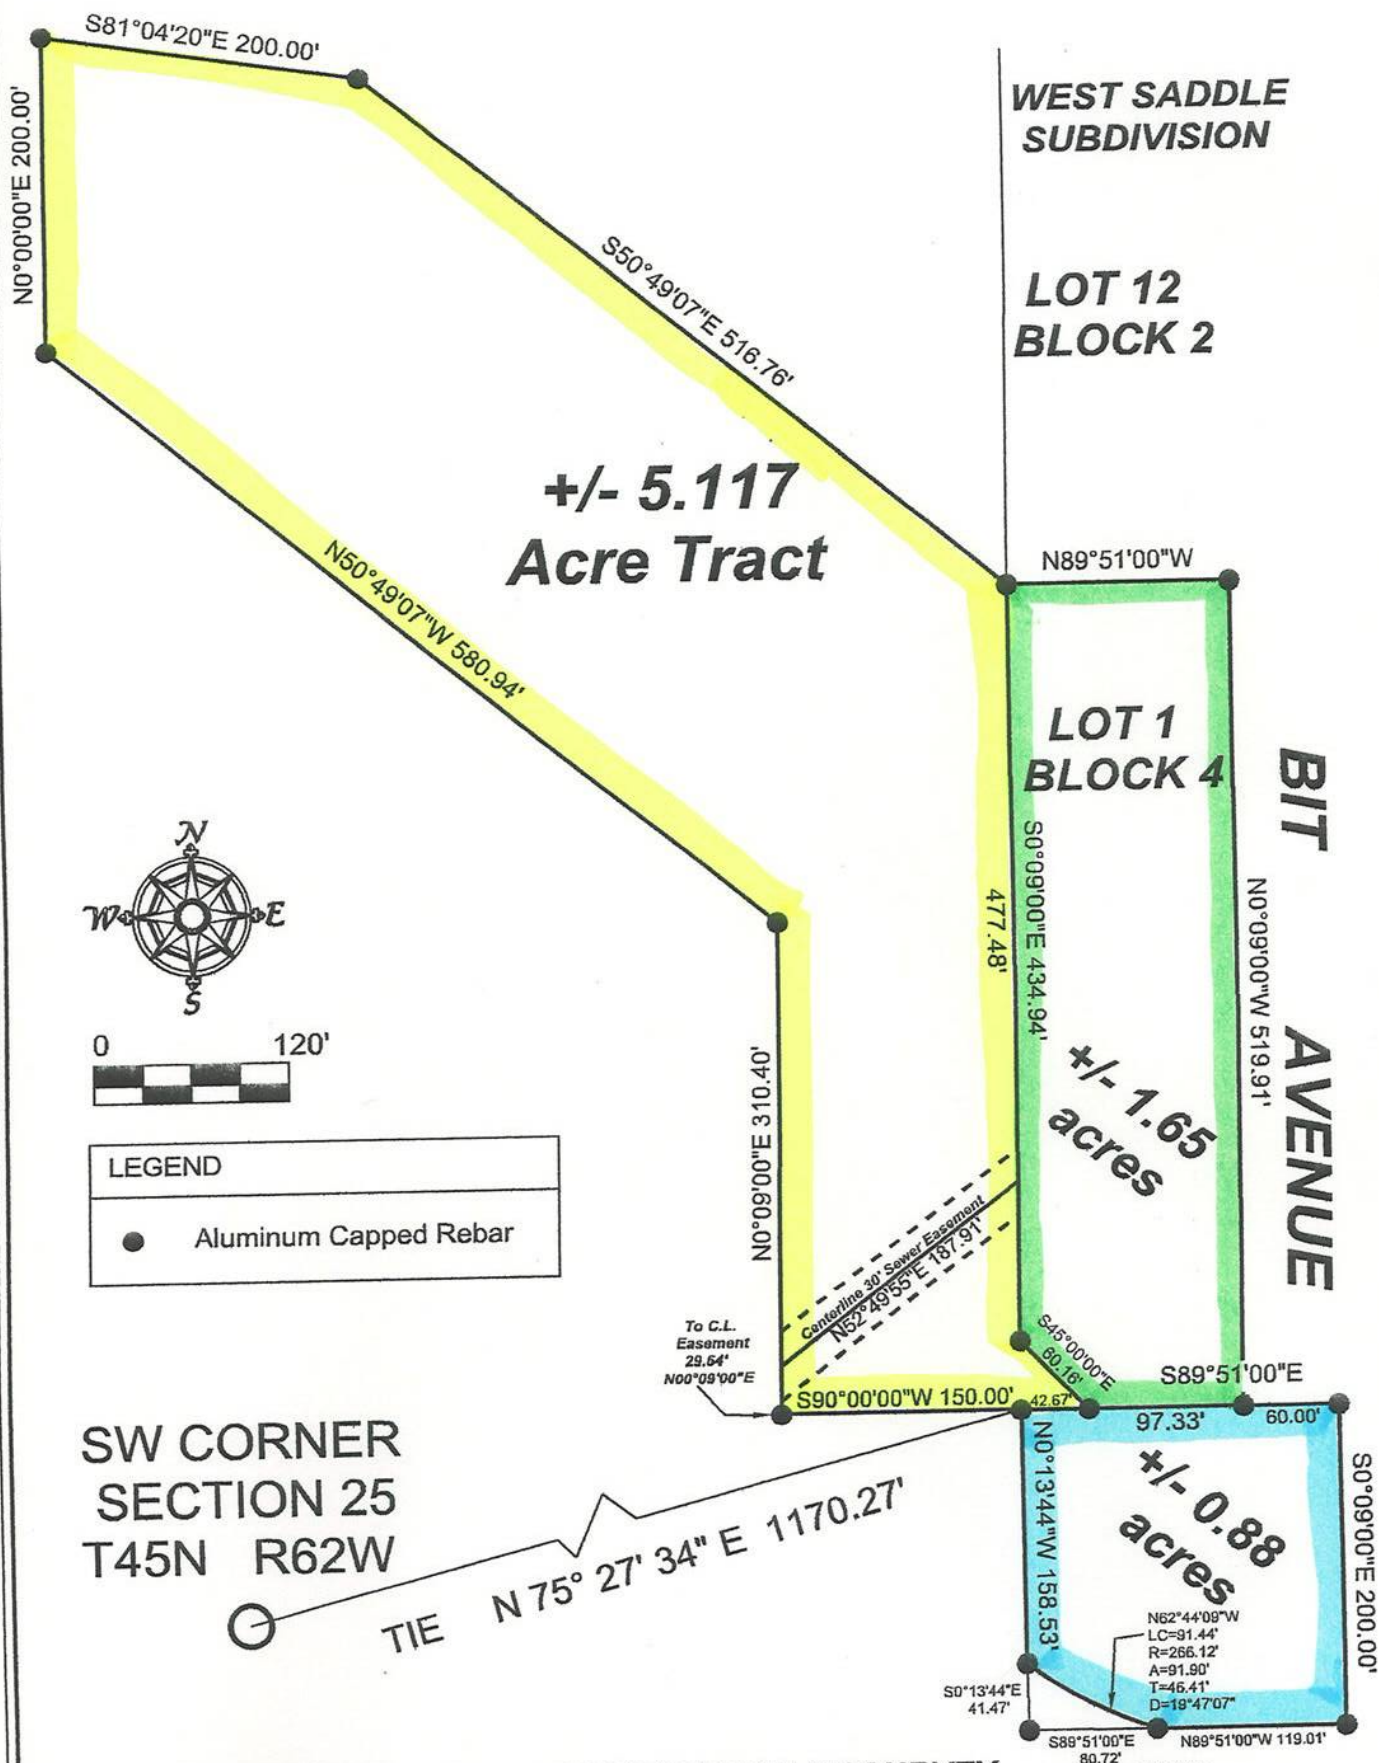 S81°04'20"E 200.00'
N0°00'00"E 200.00'
WEST SADDLE
SUBDIVISION
S50°49'07"E 516.76'
LOT 12
BLOCK 2
+/- 5.117
Acre Tract
N50°49'07"W 580.94'
N89°51'00"W
LOT 1
BLOCK 4
BIT
AVENUE
N
W
E
S
477.48'
S0°09'00"E 434.94'
N0°09'00"W 519.91'
0
120'
+/- 1.65
acres
N0°09'00"E 310.40'
LEGEND
Aluminum Capped Rebar
Centerline 30' Sewer Easement
N52°49'55"E 187.91'
To C.L.
Easement
29.64'
N00°09'00"E
S45°00'00"E
60.16'
S89°51'00"E
S90°00'00"W 150.00'
42.67'
97.33'
60.00'
SW CORNER
SECTION 25
T45N R62W
TIE N 75° 27' 34" E 1170.27'
N0°13'44"W 158.53'
+/- 0.88
acres
S0°09'00"E 200.00'
N62°44'09"W
LC=91.44'
R=266.12'
A=91.90'
T=46.41'
D=19°47'07"
S0°13'44"E
41.47'
S89°51'00"E
80.72'
N89°51'00"W 119.01'